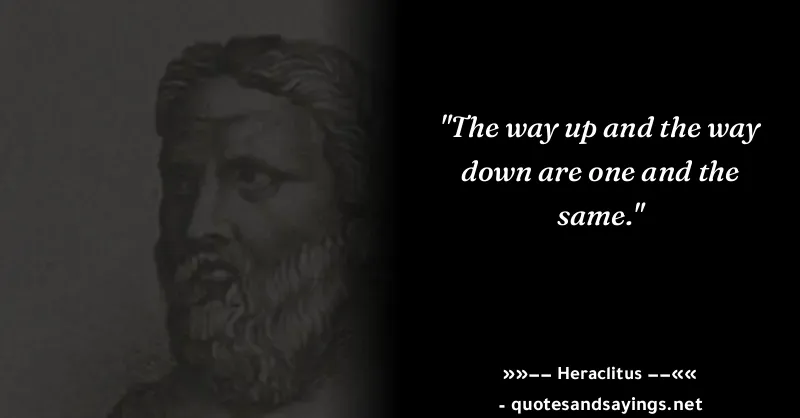 "The way up and the way
down are one and the
same."
»»–– Heraclitus ––««
- quotesandsayings.net